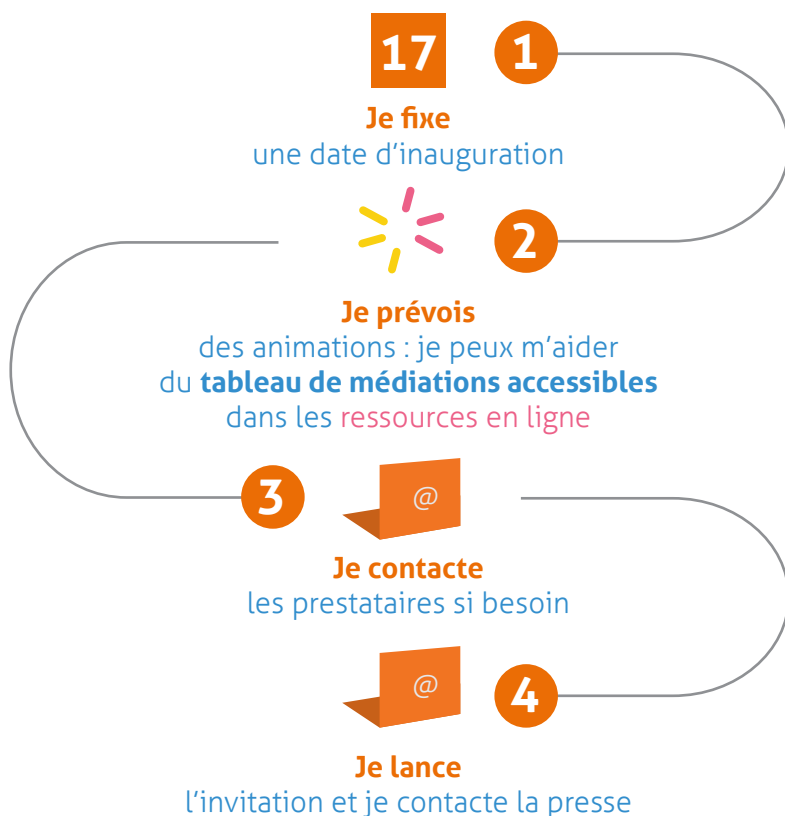 17
1
Je fixe
une date d'inauguration
2
Je prévois
des animations : je peux m'aider
du tableau de médiations accessibles
dans les ressources en ligne
3
@
Je contacte
les prestataires si besoin
@
4
Je lance
l'invitation et je contacte la presse